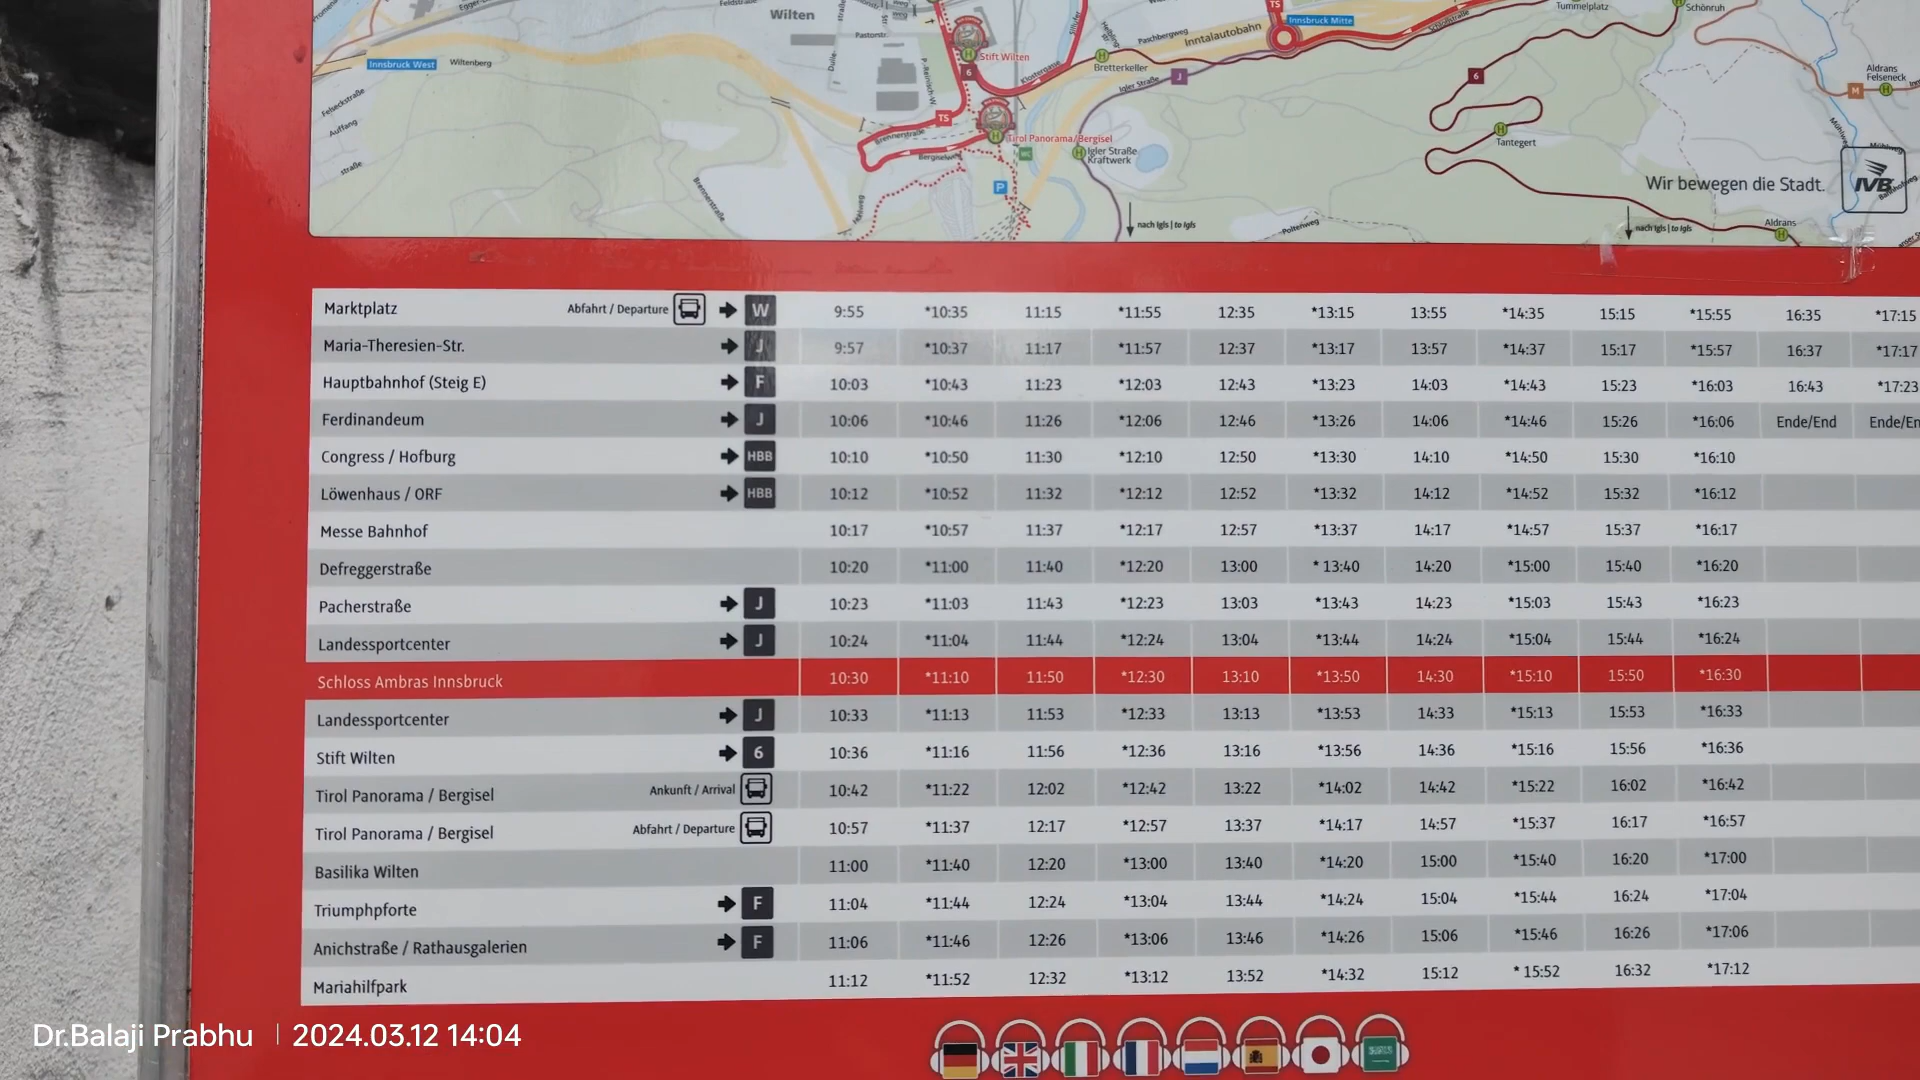 Wilten
Pastorstr.
Innsbruck West
Wiltenberg
Felseckstraße
Auffang
straße
Brennerstraße
TS
6
Stift Wilten
Klostergasse
Bretterkeller
Paschbergweg
Inntalautobahn
TS
Innsbruck Mitte
Igler Straße
J
Tummelplatz
Schönruh
Aldrans
Felseneck
M
6
Tantegert
Tirol Panorama/Bergisel
Brennerstraße
Bergiselweg
Igler Straße
Kraftwerk
P
Hohlweg
nach Igls | to Igls
Poltenweg
nach Igls | to Igls
Aldrans
Wir bewegen die Stadt.
IVB
Marktplatz Abfahrt / Departure W 9:55 *10:35 11:15 *11:55 12:35 *13:15 13:55 *14:35 15:15 *15:55 16:35 *17:15
Maria-Theresien-Str. J 9:57 *10:37 11:17 *11:57 12:37 *13:17 13:57 *14:37 15:17 *15:57 16:37 *17:17
Hauptbahnhof (Steig E) F 10:03 *10:43 11:23 *12:03 12:43 *13:23 14:03 *14:43 15:23 *16:03 16:43 *17:23
Ferdinandeum J 10:06 *10:46 11:26 *12:06 12:46 *13:26 14:06 *14:46 15:26 *16:06 Ende/End Ende/En
Congress / Hofburg HBB 10:10 *10:50 11:30 *12:10 12:50 *13:30 14:10 *14:50 15:30 *16:10
Löwenhaus / ORF HBB 10:12 *10:52 11:32 *12:12 12:52 *13:32 14:12 *14:52 15:32 *16:12
Messe Bahnhof 10:17 *10:57 11:37 *12:17 12:57 *13:37 14:17 *14:57 15:37 *16:17
Defreggerstraße 10:20 *11:00 11:40 *12:20 13:00 * 13:40 14:20 *15:00 15:40 *16:20
Pacherstraße J 10:23 *11:03 11:43 *12:23 13:03 *13:43 14:23 *15:03 15:43 *16:23
Landessportcenter J 10:24 *11:04 11:44 *12:24 13:04 *13:44 14:24 *15:04 15:44 *16:24
Schloss Ambras Innsbruck 10:30 *11:10 11:50 *12:30 13:10 *13:50 14:30 *15:10 15:50 *16:30
Landessportcenter J 10:33 *11:13 11:53 *12:33 13:13 *13:53 14:33 *15:13 15:53 *16:33
Stift Wilten 6 10:36 *11:16 11:56 *12:36 13:16 *13:56 14:36 *15:16 15:56 *16:36
Tirol Panorama / Bergisel Ankunft / Arrival 10:42 *11:22 12:02 *12:42 13:22 *14:02 14:42 *15:22 16:02 *16:42
Tirol Panorama / Bergisel Abfahrt / Departure 10:57 *11:37 12:17 *12:57 13:37 *14:17 14:57 *15:37 16:17 *16:57
Basilika Wilten 11:00 *11:40 12:20 *13:00 13:40 *14:20 15:00 *15:40 16:20 *17:00
Triumphpforte F 11:04 *11:44 12:24 *13:04 13:44 *14:24 15:04 *15:44 16:24 *17:04
Anichstraße / Rathausgalerien F 11:06 *11:46 12:26 *13:06 13:46 *14:26 15:06 *15:46 16:26 *17:06
Mariahilfpark 11:12 *11:52 12:32 *13:12 13:52 *14:32 15:12 * 15:52 16:32 *17:12
Dr.Balaji Prabhu | 2024.03.12 14:04